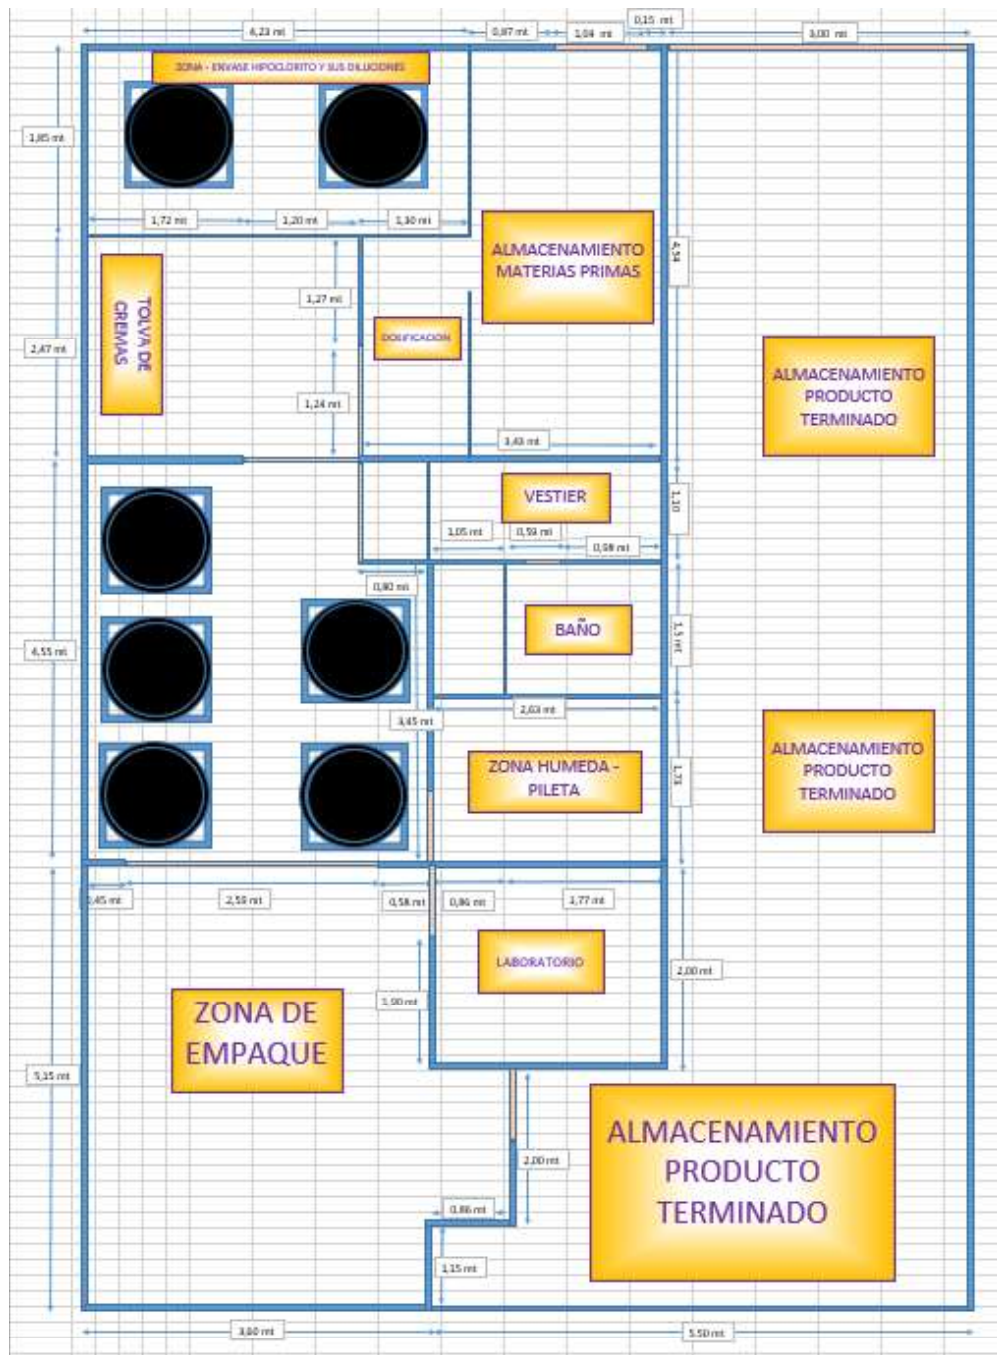 4,23 mt
0,87 mt
1,04 mt
0,15 mt
3,00 mt
ZONA - ENVASE HIPOCLORITO Y SUS DILUCIONES
1,85 mt
1,72 mt
1,20 mt
1,30 mt
ALMACENAMIENTO
MATERIAS PRIMAS
4,54
TOLVA DE
CREMAS
1,27 mt
DOSIFICACION
2,47 mt
1,24 mt
3,43 mt
ALMACENAMIENTO
PRODUCTO
TERMINADO
VESTIER
1,10
1,05 mt
0,59 mt
0,98 mt
0,80 mt
BAÑO
1,5 mt
4,55 mt
2,63 mt
3,45 mt
ZONA HUMEDA -
PILETA
1,73
ALMACENAMIENTO
PRODUCTO
TERMINADO
0,45 mt
2,59 mt
0,58 mt
0,86 mt
1,77 mt
LABORATORIO
2,00 mt
1,90 mt
ZONA DE
EMPAQUE
5,15 mt
ALMACENAMIENTO
PRODUCTO
TERMINADO
2,00 mt
0,86 mt
1,15 mt
5,50 mt